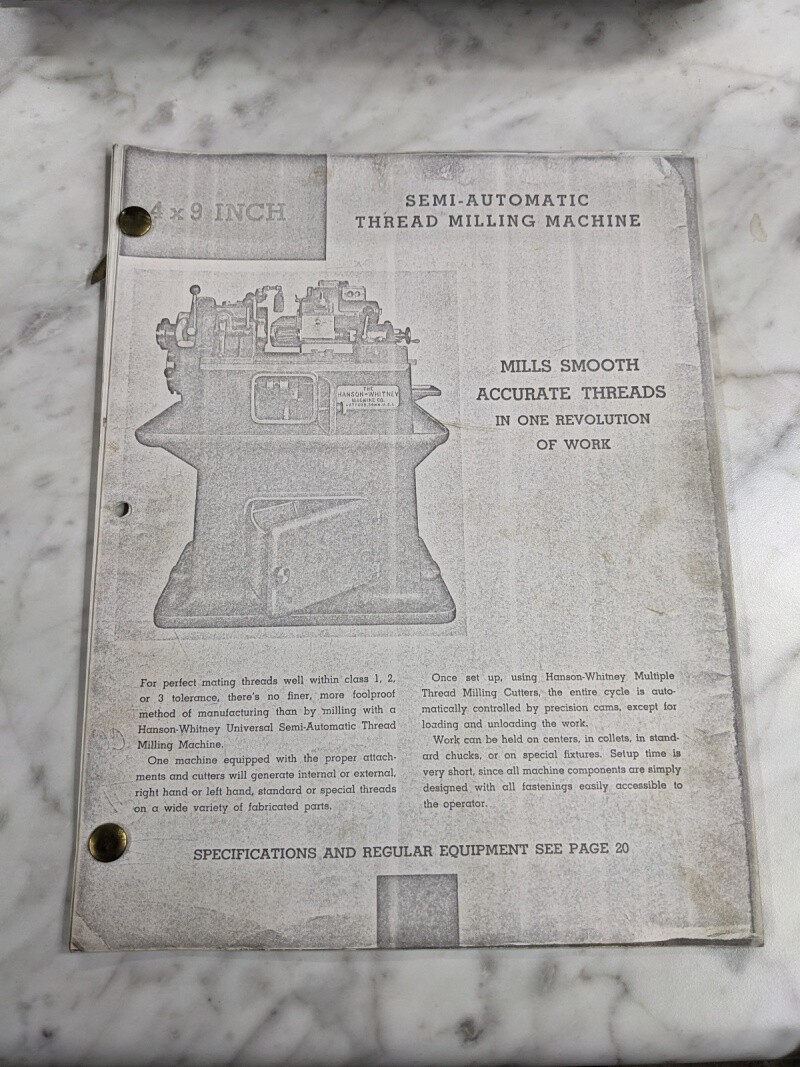 4 x 9 INCH
SEMI-AUTOMATIC
THREAD MILLING MACHINE
MILLS SMOOTH
ACCURATE THREADS
IN ONE REVOLUTION
OF WORK
THE
HANSON-WHITNEY
MACHINE CO.
HARTFORD, CONN. U.S.A.
For perfect mating threads well within class 1, 2,
or 3 tolerance, there's no finer, more foolproof
method of manufacturing than by milling with a
Hanson-Whitney Universal Semi-Automatic Thread
Milling Machine.
One machine equipped with the proper attach-
ments and cutters will generate internal or external,
right hand or left hand, standard or special threads
on a wide variety of fabricated parts.
Once set up, using Hanson-Whitney Multiple
Thread Milling Cutters, the entire cycle is auto-
matically controlled by precision cams, except for
loading and unloading the work.
Work can be held on centers, in collets, in stand-
ard chucks, or on special fixtures. Setup time is
very short, since all machine components are simply
designed with all fastenings easily accessible to
the operator.
SPECIFICATIONS AND REGULAR EQUIPMENT SEE PAGE 20